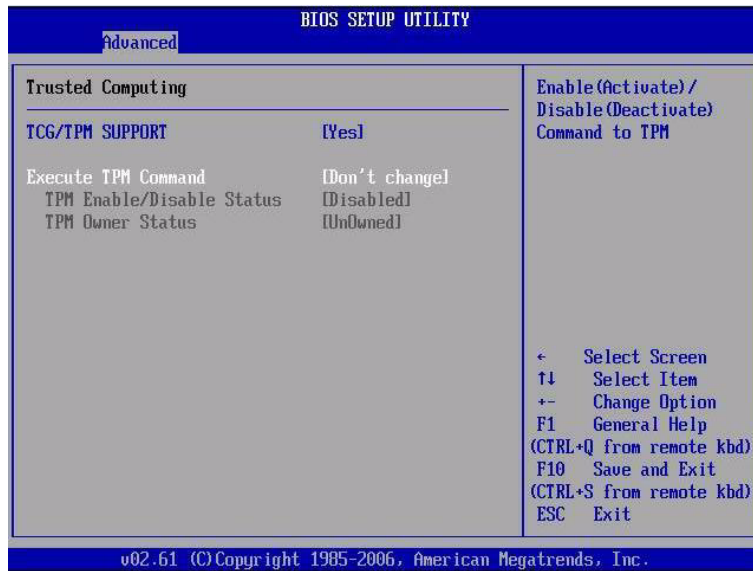 BIOS SETUP UTILITY
Advanced
Trusted Computing
TCG/TPM SUPPORT [Yes]
Execute TPM Command [Don't change]
TPM Enable/Disable Status [Disabled]
TPM Owner Status [UnOwned]
Enable(Activate)/
Disable(Deactivate)
Command to TPM
← Select Screen
↑↓ Select Item
+- Change Option
F1 General Help
(CTRL+Q from remote kbd)
F10 Save and Exit
(CTRL+S from remote kbd)
ESC Exit
v02.61 (C)Copyright 1985-2006, American Megatrends, Inc.